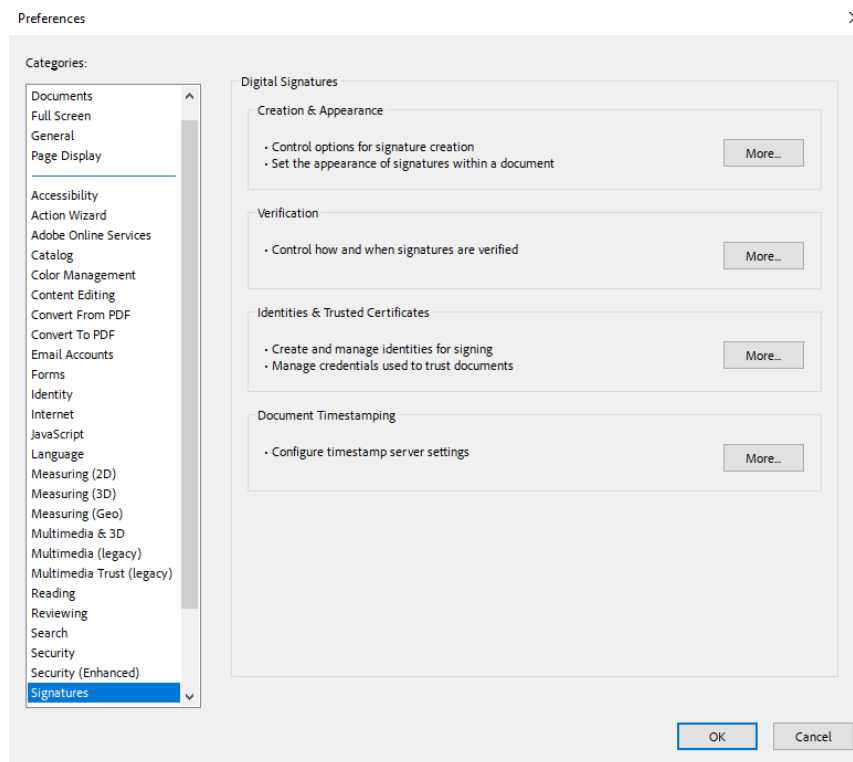 Preferences
Categories:
Documents
Full Screen
General
Page Display
Accessibility
Action Wizard
Adobe Online Services
Catalog
Color Management
Content Editing
Convert From PDF
Convert To PDF
Email Accounts
Forms
Identity
Internet
JavaScript
Language
Measuring (2D)
Measuring (3D)
Measuring (Geo)
Multimedia & 3D
Multimedia (legacy)
Multimedia Trust (legacy)
Reading
Reviewing
Search
Security
Security (Enhanced)
Signatures
Digital Signatures
Creation & Appearance
• Control options for signature creation
• Set the appearance of signatures within a document
More...
Verification
• Control how and when signatures are verified
More...
Identities & Trusted Certificates
• Create and manage identities for signing
• Manage credentials used to trust documents
More...
Document Timestamping
• Configure timestamp server settings
More...
OK
Cancel